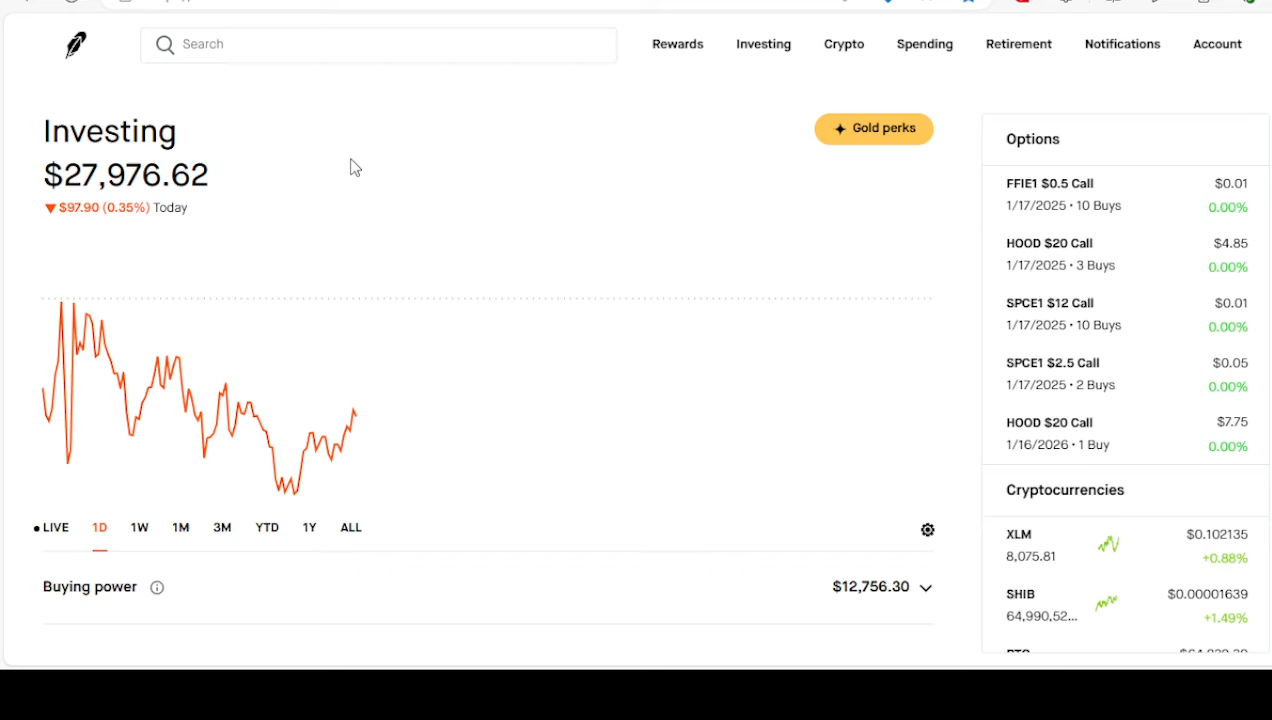 Search
Rewards
Investing
Crypto
Spending
Retirement
Notifications
Account
Investing
$27,976.62
▼ $97.90 (0.35%) Today
Gold perks
LIVE
1D
1W
1M
3M
YTD
1Y
ALL
Buying power
$12,756.30
Options
FFIE1 $0.5 Call $0.01
1/17/2025 · 10 Buys 0.00%
HOOD $20 Call $4.85
1/17/2025 · 3 Buys 0.00%
SPCE1 $12 Call $0.01
1/17/2025 · 10 Buys 0.00%
SPCE1 $2.5 Call $0.05
1/17/2025 · 2 Buys 0.00%
HOOD $20 Call $7.75
1/16/2026 · 1 Buy 0.00%
Cryptocurrencies
XLM $0.102135
8,075.81 +0.88%
SHIB $0.00001639
64,990,52... +1.49%